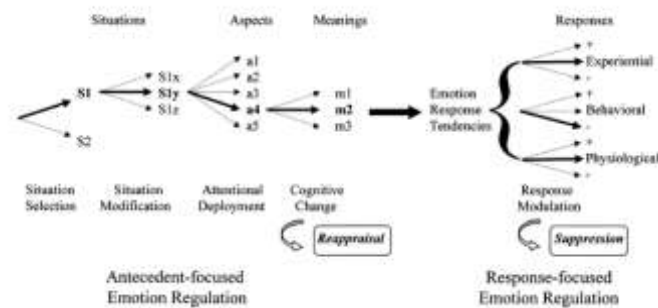 Situations Aspects Meanings Responses
S1 S2
S1x S1y S1z
a1 a2 a3 a4 a5
m1 m2 m3
Emotion
Response
Tendencies
+
Experiential
-
+
Behavioral
-
+
Physiological
-
Situation
Selection
Situation
Modification
Attentional
Deployment
Cognitive
Change
Response
Modulation
Reappraisal
Suppression
Antecedent-focused
Emotion Regulation
Response-focused
Emotion Regulation